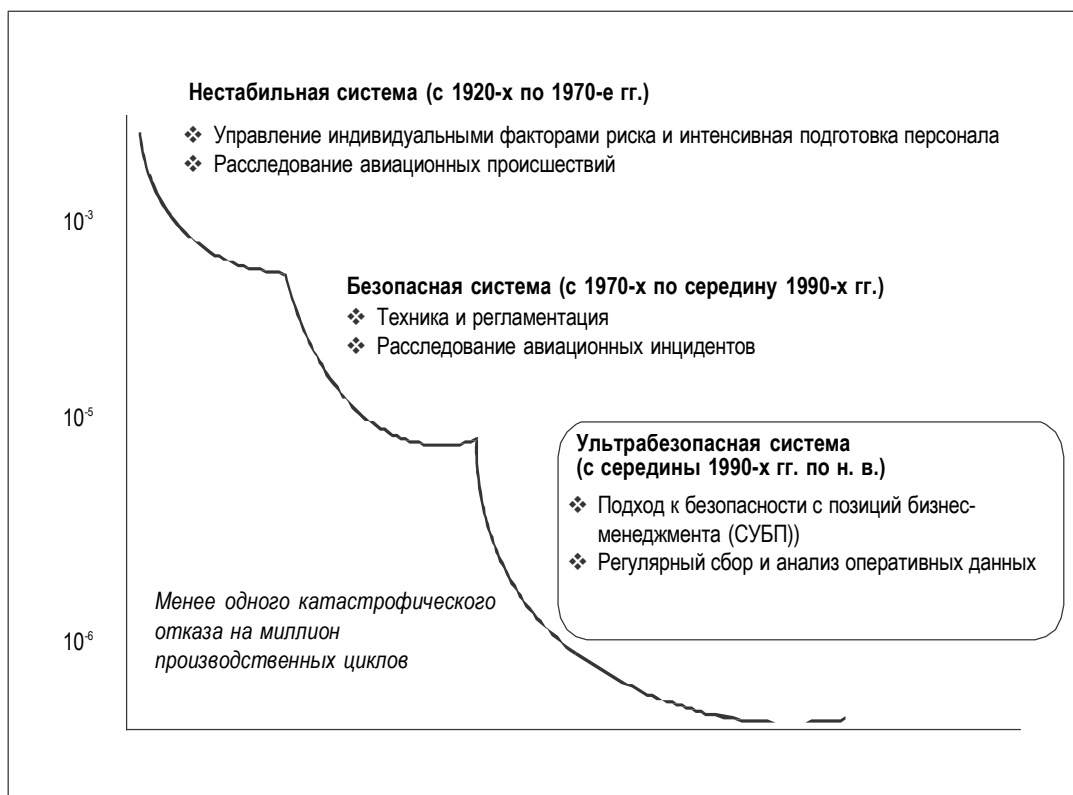 Нестабильная система (с 1920-х по 1970-е гг.)
❖ Управление индивидуальными факторами риска и интенсивная подготовка персонала
❖ Расследование авиационных происшествий
10⁻³
Безопасная система (с 1970-х по середину 1990-х гг.)
❖ Техника и регламентация
❖ Расследование авиационных инцидентов
10⁻⁵
Ультрабезопасная система
(с середины 1990-х гг. по н. в.)
❖ Подход к безопасности с позиций бизнес-
менеджмента (СУБП))
❖ Регулярный сбор и анализ оперативных данных
Менее одного катастрофического
отказа на миллион
производственных циклов
10⁻⁶